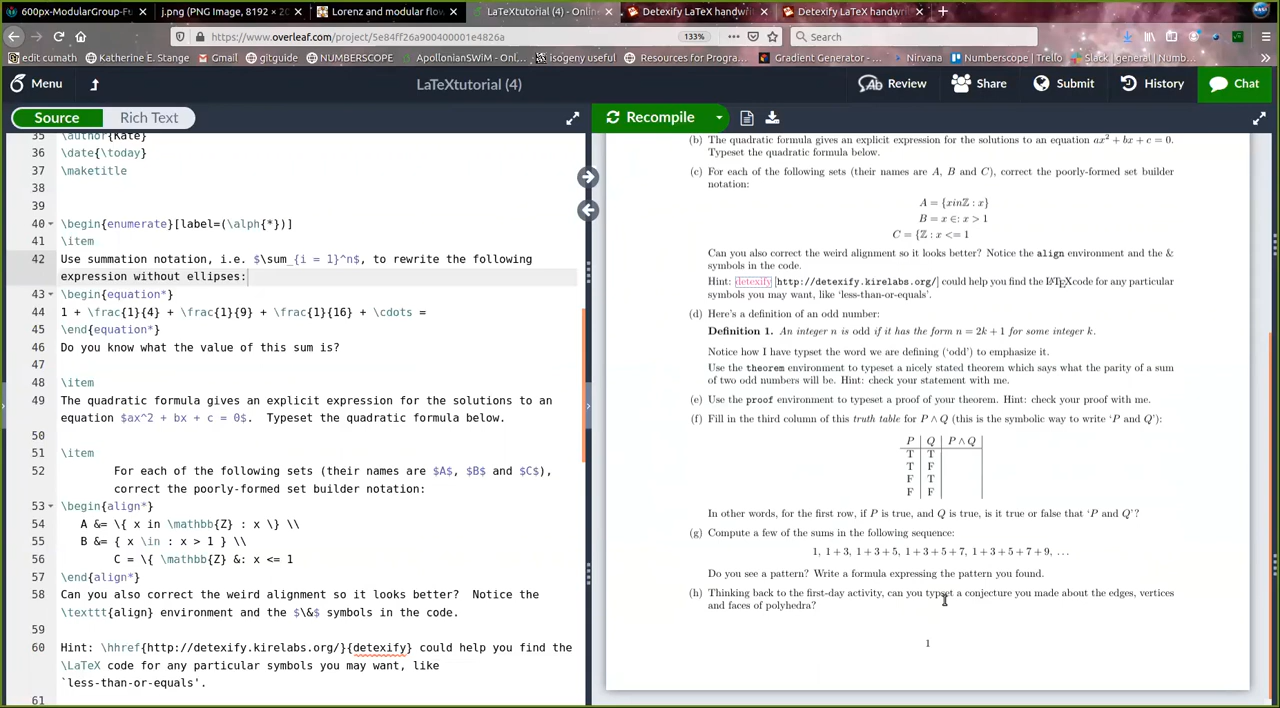 600px-ModularGroup-F
j.png (PNG Image, 8192 × 20
Lorenz and modular flow
LaTeXtutorial (4) - Online
Detexify LaTeX handwri
Detexify LaTeX handwri
https://www.overleaf.com/project/5e84ff26a900400001e4826a
133%
Search
edit cumath
Katherine E. Stange
Gmail
gitguide
NUMBERSCOPE
ApollonianSWiM - Onl...
isogeny useful
Resources for Progra...
Gradient Generator - ...
Nirvana
Numberscope | Trello
Slack | general | Numb...
Menu
LaTeXtutorial (4)
Review
Share
Submit
History
Chat
Source
Rich Text
Recompile
35 \author{Kate}
36 \date{\today}
37 \maketitle
38
39
40 \begin{enumerate}[label=(\alph{*})]
41 \item
42 Use summation notation, i.e. $\sum_{i = 1}^n$, to rewrite the following
expression without ellipses:
43 \begin{equation*}
44 1 + \frac{1}{4} + \frac{1}{9} + \frac{1}{16} + \cdots =
45 \end{equation*}
46 Do you know what the value of this sum is?
47
48 \item
49 The quadratic formula gives an explicit expression for the solutions to an
equation $ax^2 + bx + c = 0$.  Typeset the quadratic formula below.
50
51 \item
52 For each of the following sets (their names are $A$, $B$ and $C$),
correct the poorly-formed set builder notation:
53 \begin{align*}
54 A &= \{ x in \mathbb{Z} : x \} \\
55 B &= { x \in : x > 1 } \\
56 C = \{ \mathbb{Z} &: x <= 1
57 \end{align*}
58 Can you also correct the weird alignment so it looks better?  Notice the
\texttt{align} environment and the $\&$ symbols in the code.
59
60 Hint: \hhref{http://detexify.kirelabs.org/}{detexify} could help you find the
\LaTeX code for any particular symbols you may want, like
`less-than-or-equals'.
61
(b) The quadratic formula gives an explicit expression for the solutions to an equation ax² + bx + c = 0.
Typeset the quadratic formula below.
(c) For each of the following sets (their names are A, B and C), correct the poorly-formed set builder
notation:
A = {xinℤ : x}
B = x ∈: x > 1
C = {ℤ : x <= 1
Can you also correct the weird alignment so it looks better? Notice the align environment and the &
symbols in the code.
Hint: detexify http://detexify.kirelabs.org/ could help you find the LATEXcode for any particular
symbols you may want, like 'less-than-or-equals'.
(d) Here's a definition of an odd number:
Definition 1. An integer n is odd if it has the form n = 2k + 1 for some integer k.
Notice how I have typset the word we are defining ('odd') to emphasize it.
Use the theorem environment to typeset a nicely stated theorem which says what the parity of a sum
of two odd numbers will be. Hint: check your statement with me.
(e) Use the proof environment to typeset a proof of your theorem. Hint: check your proof with me.
(f) Fill in the third column of this truth table for P ∧ Q (this is the symbolic way to write 'P and Q'):
P Q P ∧ Q
T T
T F
F T
F F
In other words, for the first row, if P is true, and Q is true, is it true or false that 'P and Q'?
(g) Compute a few of the sums in the following sequence:
1, 1 + 3, 1 + 3 + 5, 1 + 3 + 5 + 7, 1 + 3 + 5 + 7 + 9, ...
Do you see a pattern? Write a formula expressing the pattern you found.
(h) Thinking back to the first-day activity, can you typset a conjecture you made about the edges, vertices
and faces of polyhedra?
1